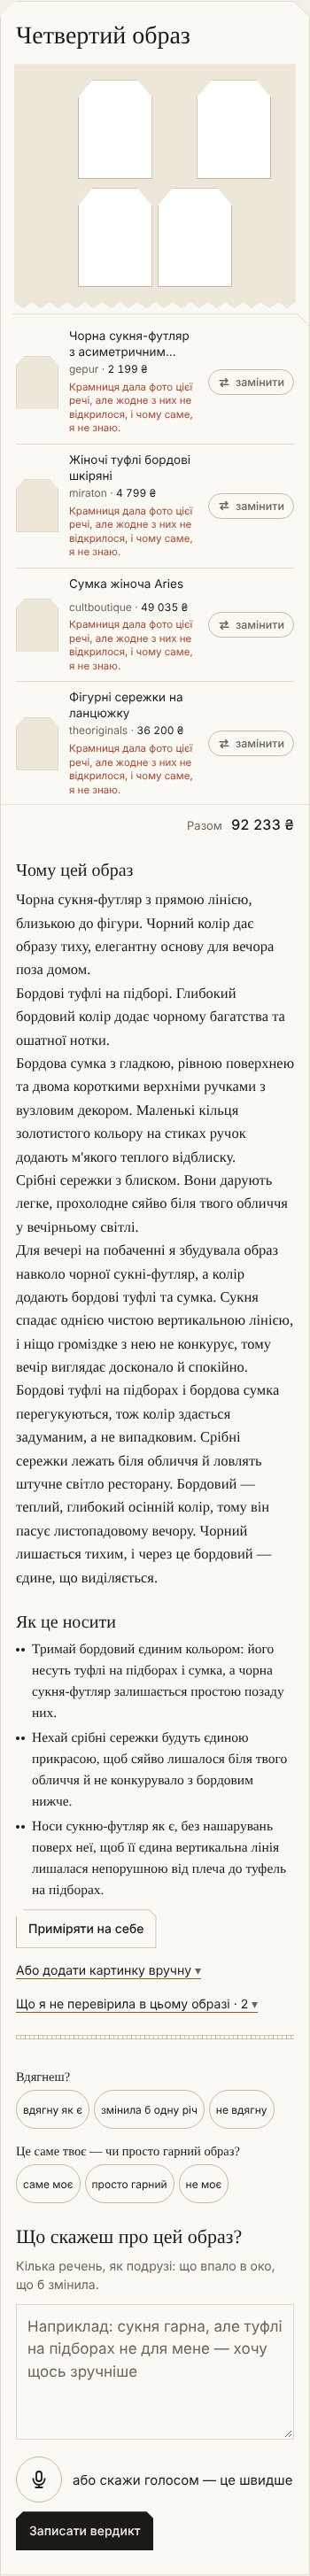 Четвертий образ
Чорна сукня-футляр
з асиметричним...
gepur · 2 199 ₴
Крамниця дала фото цієї
речі, але жодне з них не
відкрилося, і чому саме,
я не знаю.
⇄ замінити
Жіночі туфлі бордові
шкіряні
miraton · 4 799 ₴
Крамниця дала фото цієї
речі, але жодне з них не
відкрилося, і чому саме,
я не знаю.
⇄ замінити
Сумка жіноча Aries
cultboutique · 49 035 ₴
Крамниця дала фото цієї
речі, але жодне з них не
відкрилося, і чому саме,
я не знаю.
⇄ замінити
Фігурні сережки на
ланцюжку
theoriginals · 36 200 ₴
Крамниця дала фото цієї
речі, але жодне з них не
відкрилося, і чому саме,
я не знаю.
⇄ замінити
Разом 92 233 ₴
Чому цей образ
Чорна сукня-футляр з прямою лінією,
близькою до фігури. Чорний колір дає
образу тиху, елегантну основу для вечора
поза домом.
Бордові туфлі на підборі. Глибокий
бордовий колір додає чорному багатства та
ошатної нотки.
Бордова сумка з гладкою, рівною поверхнею
та двома короткими верхніми ручками з
вузловим декором. Маленькі кільця
золотистого кольору на стиках ручок
додають м'якого теплого відблиску.
Срібні сережки з блиском. Вони дарують
легке, прохолодне сяйво біля твого обличчя
у вечірньому світлі.
Для вечері на побаченні я збудувала образ
навколо чорної сукні-футляр, а колір
додають бордові туфлі та сумка. Сукня
спадає однією чистою вертикальною лінією,
і ніщо громіздке з нею не конкурує, тому
вечір виглядає досконало й спокійно.
Бордові туфлі на підборах і бордова сумка
перегукуються, тож колір здається
задуманим, а не випадковим. Срібні
сережки лежать біля обличчя й ловлять
штучне світло ресторану. Бордовий —
теплий, глибокий осінній колір, тому він
пасує листопадовому вечору. Чорний
лишається тихим, і через це бордовий —
єдине, що виділяється.
Як це носити
•• Тримай бордовий єдиним кольором: його
несуть туфлі на підборах і сумка, а чорна
сукня-футляр залишається простою позаду
них.
•• Нехай срібні сережки будуть єдиною
прикрасою, щоб сяйво лишалося біля твого
обличчя й не конкурувало з бордовим
нижче.
•• Носи сукню-футляр як є, без нашарувань
поверх неї, щоб її єдина вертикальна лінія
лишалася непорушною від плеча до туфель
на підборах.
Приміряти на себе
Або додати картинку вручну ▾
Що я не перевірила в цьому образі · 2 ▾
Вдягнеш?
вдягну як є
змінила б одну річ
не вдягну
Це саме твоє — чи просто гарний образ?
саме моє
просто гарний
не моє
Що скажеш про цей образ?
Кілька речень, як подрузі: що впало в око,
що б змінила.
Наприклад: сукня гарна, але туфлі
на підборах не для мене — хочу
щось зручніше
або скажи голосом — це швидше
Записати вердикт